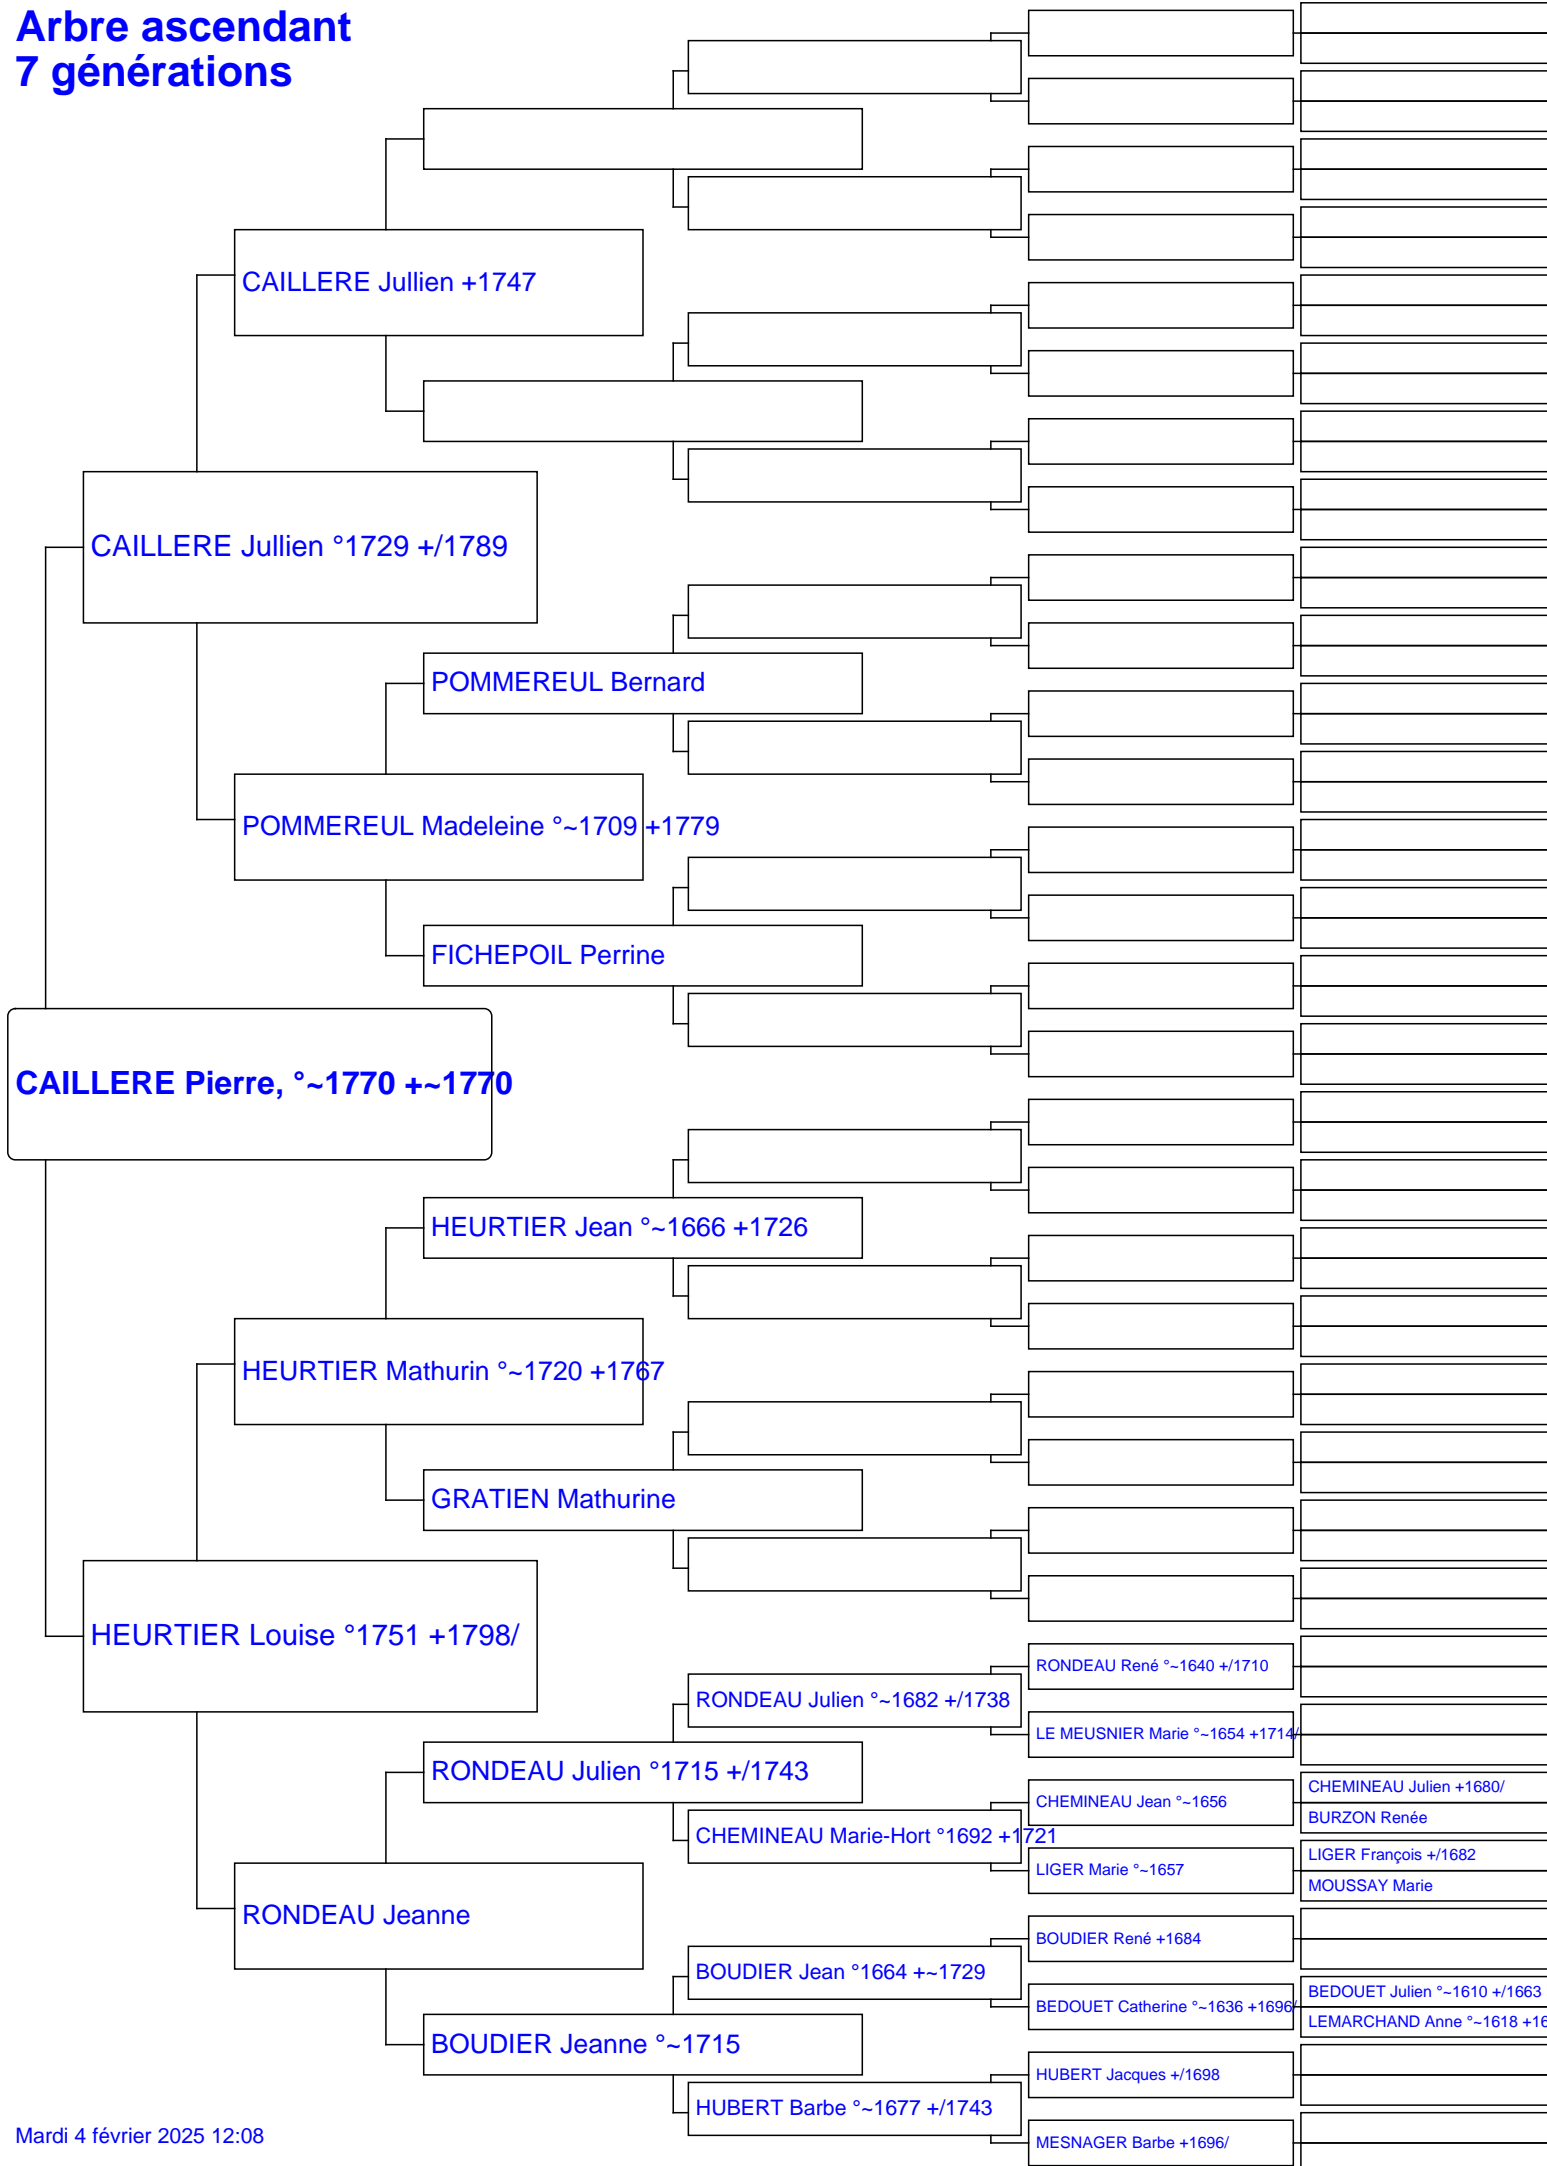 Arbre ascendant
7 générations
CAILLERE Jullien +1747
CAILLERE Jullien °1729 +/1789
POMMEREUL Bernard
POMMEREUL Madeleine °~1709 +1779
FICHEPOIL Perrine
CAILLERE Pierre, °~1770 +~1770
HEURTIER Jean °~1666 +1726
HEURTIER Mathurin °~1720 +1767
GRATIEN Mathurine
HEURTIER Louise °1751 +1798/
RONDEAU René °~1640 +/1710
RONDEAU Julien °~1682 +/1738
LE MEUSNIER Marie °~1654 +1714/
RONDEAU Julien °1715 +/1743
CHEMINEAU Julien +1680/
CHEMINEAU Jean °~1656
BURZON Renée
CHEMINEAU Marie-Hort °1692 +1721
LIGER François +/1682
LIGER Marie °~1657
MOUSSAY Marie
RONDEAU Jeanne
BOUDIER René +1684
BOUDIER Jean °1664 +~1729
BEDOUET Julien °~1610 +/1663
BEDOUET Catherine °~1636 +1696/
LEMARCHAND Anne °~1618 +16
BOUDIER Jeanne °~1715
HUBERT Jacques +/1698
HUBERT Barbe °~1677 +/1743
MESNAGER Barbe +1696/
Mardi 4 février 2025 12:08